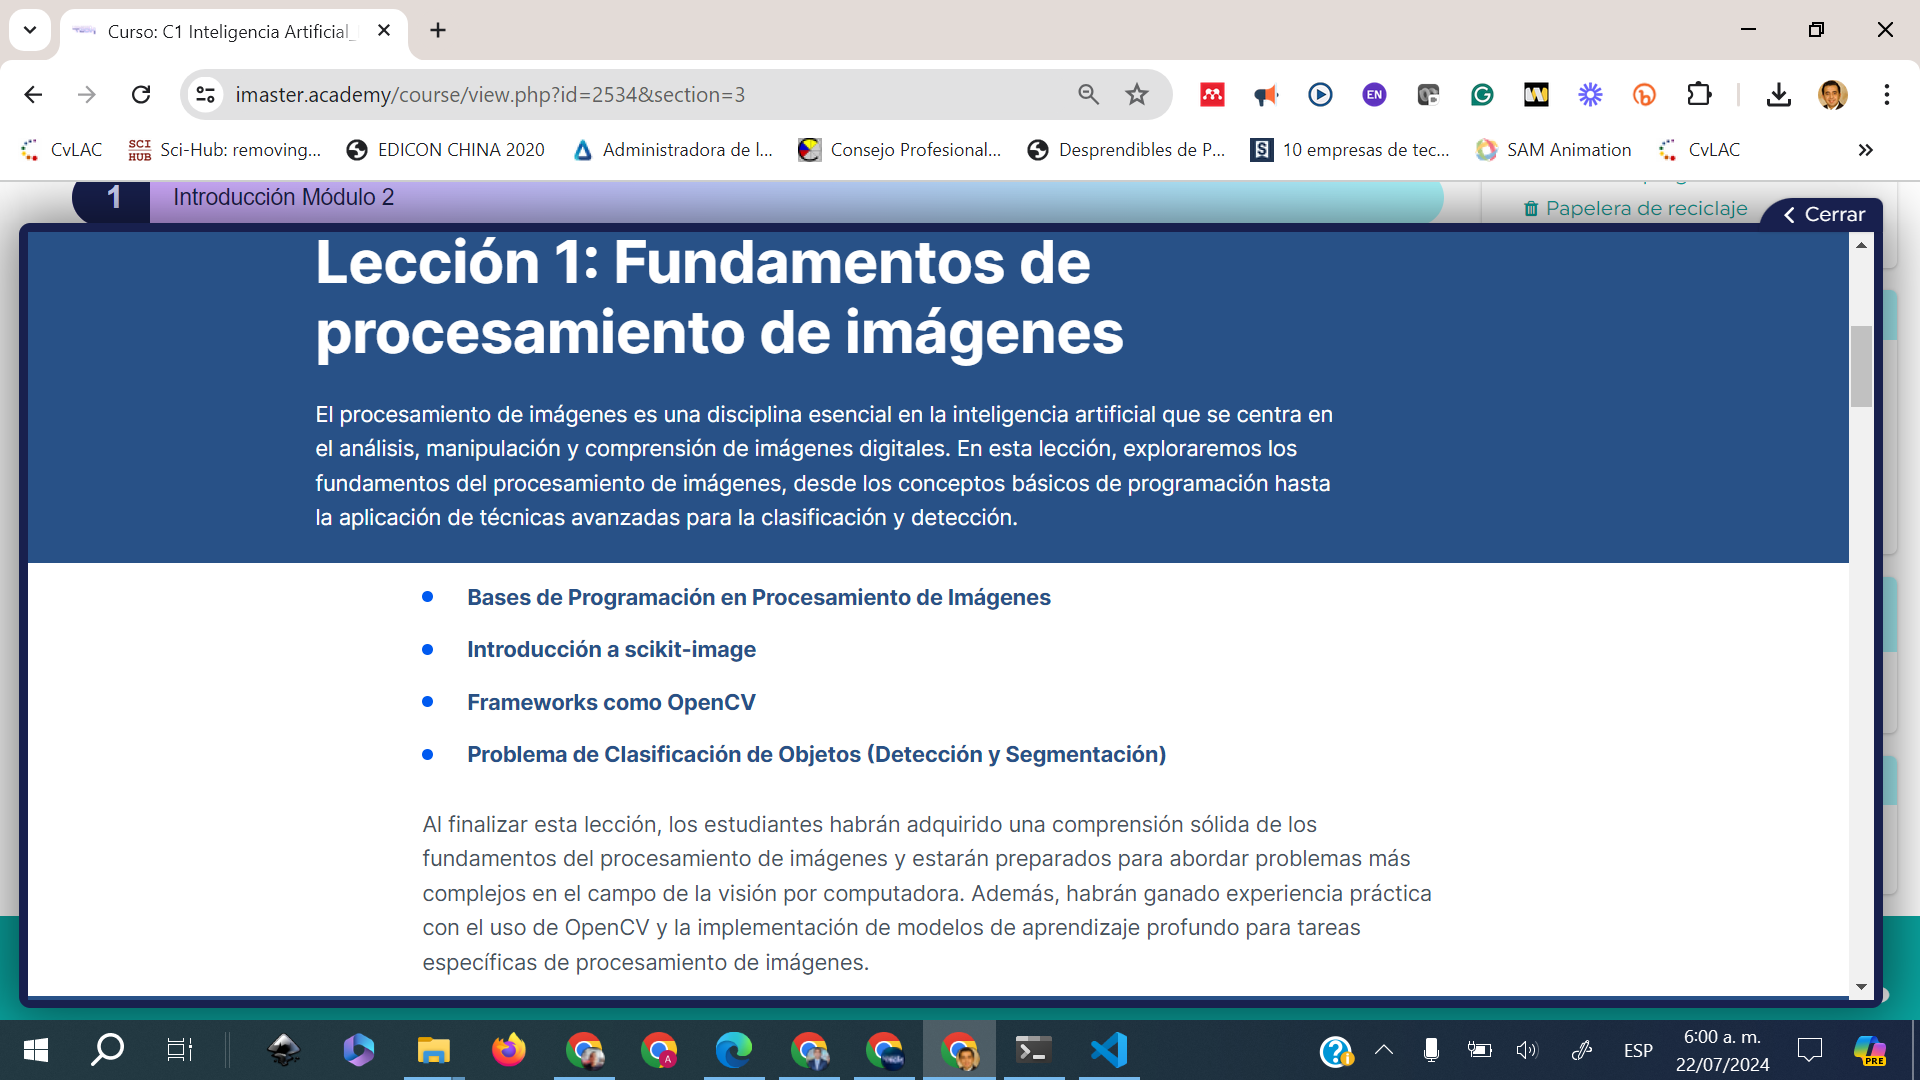 Curso: C1 Inteligencia Artificial_
imaster.academy/course/view.php?id=2534&section=3
EN
CvLAC
SCI HUB
Sci-Hub: removing...
EDICON CHINA 2020
Administradora de l...
Consejo Profesional...
Desprendibles de P...
10 empresas de tec...
SAM Animation
CvLAC
1
Introducción Módulo 2
Papelera de reciclaje
Cerrar
Lección 1: Fundamentos de
procesamiento de imágenes
El procesamiento de imágenes es una disciplina esencial en la inteligencia artificial que se centra en
el análisis, manipulación y comprensión de imágenes digitales. En esta lección, exploraremos los
fundamentos del procesamiento de imágenes, desde los conceptos básicos de programación hasta
la aplicación de técnicas avanzadas para la clasificación y detección.
Bases de Programación en Procesamiento de Imágenes
Introducción a scikit-image
Frameworks como OpenCV
Problema de Clasificación de Objetos (Detección y Segmentación)
Al finalizar esta lección, los estudiantes habrán adquirido una comprensión sólida de los
fundamentos del procesamiento de imágenes y estarán preparados para abordar problemas más
complejos en el campo de la visión por computadora. Además, habrán ganado experiencia práctica
con el uso de OpenCV y la implementación de modelos de aprendizaje profundo para tareas
específicas de procesamiento de imágenes.
ESP
6:00 a. m.
22/07/2024
PRE